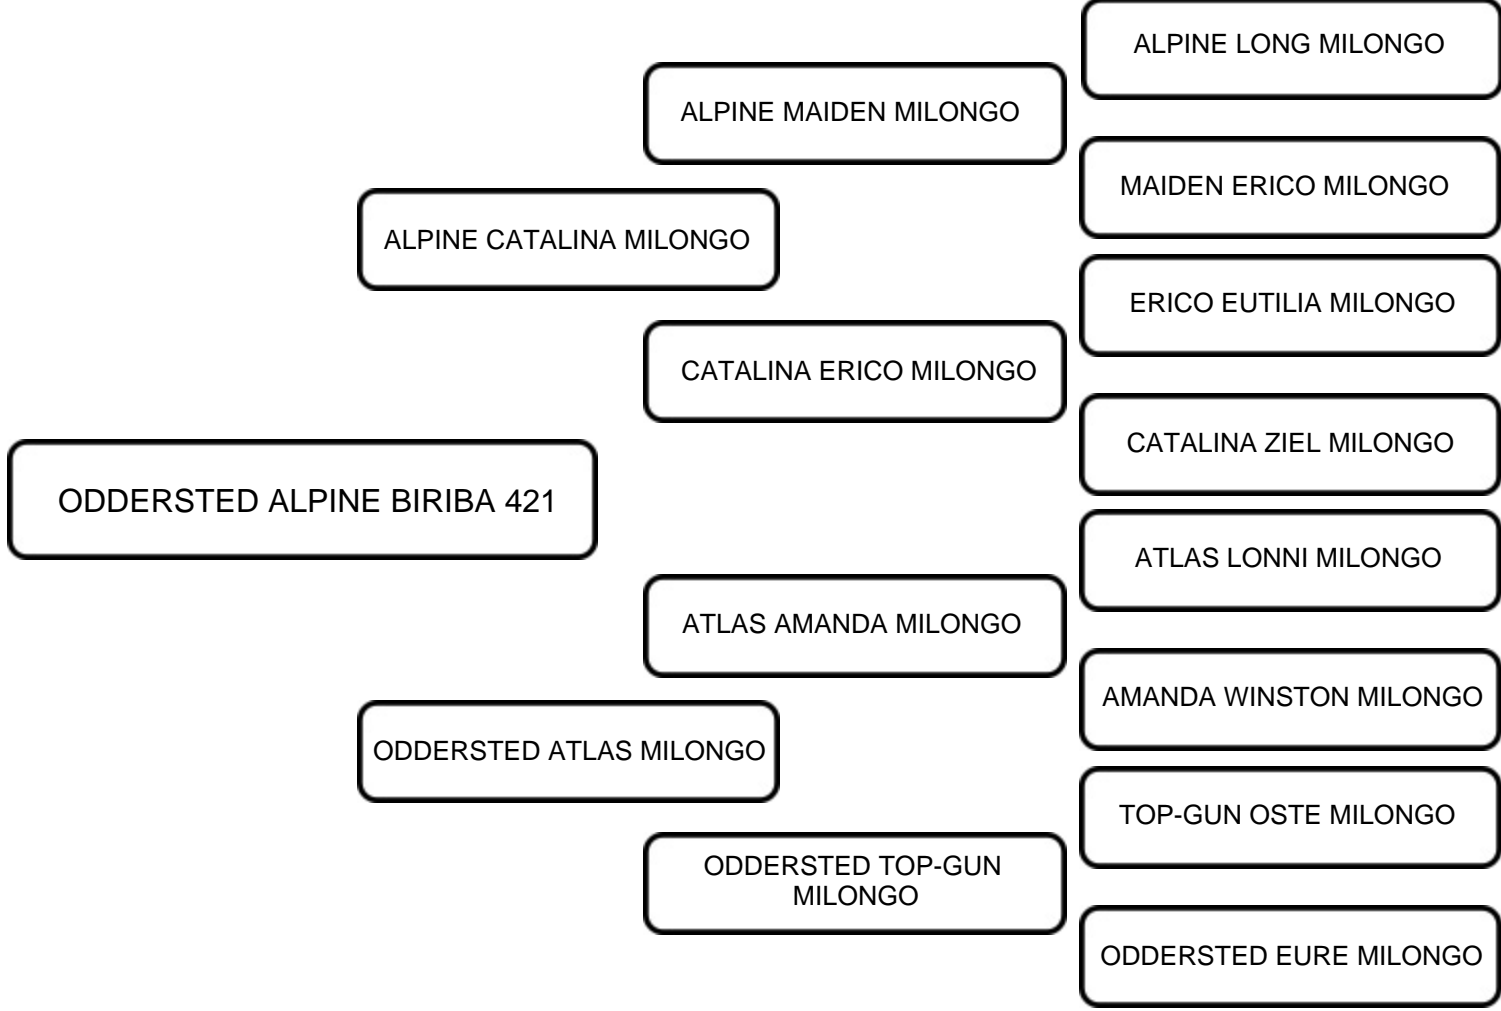 ALPINE LONG MILONGO
ALPINE MAIDEN MILONGO
MAIDEN ERICO MILONGO
ALPINE CATALINA MILONGO
ERICO EUTILIA MILONGO
CATALINA ERICO MILONGO
CATALINA ZIEL MILONGO
ODDERSTED ALPINE BIRIBA 421
ATLAS LONNI MILONGO
ATLAS AMANDA MILONGO
AMANDA WINSTON MILONGO
ODDERSTED ATLAS MILONGO
TOP-GUN OSTE MILONGO
ODDERSTED TOP-GUN
MILONGO
ODDERSTED EURE MILONGO